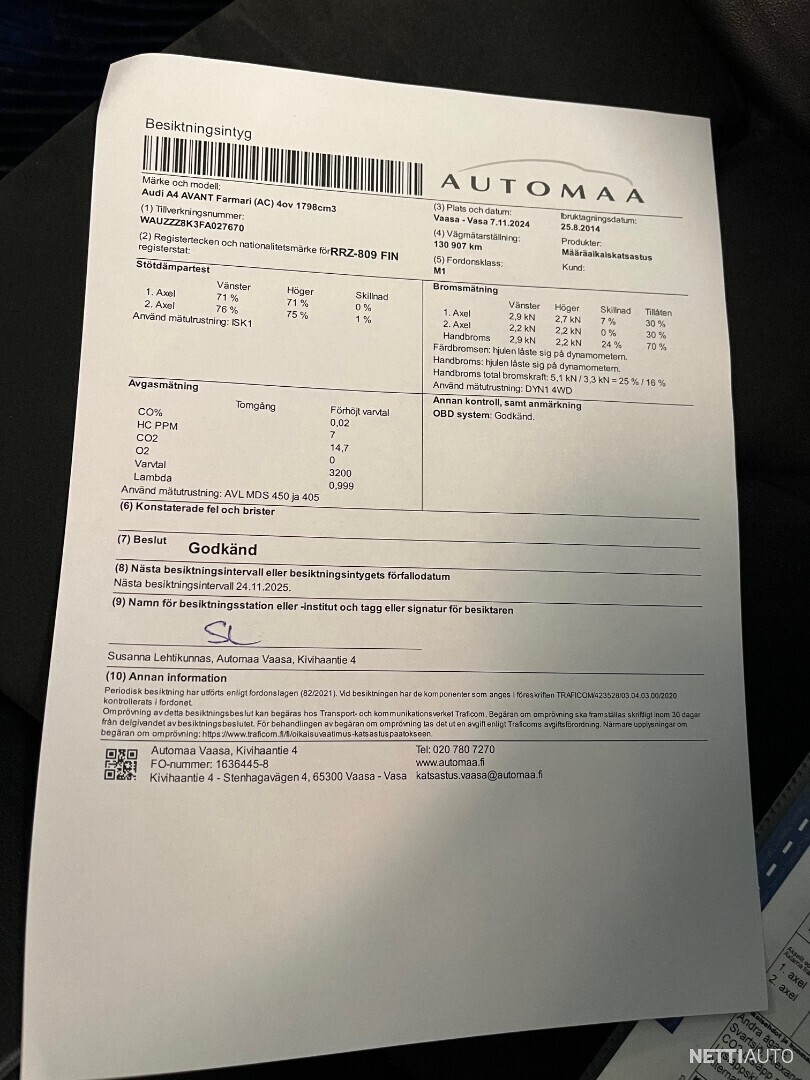 Besiktningsintyg
AUTOMAA
Märke och modell:
Audi A4 AVANT Farmari (AC) 4ov 1798cm3
(1) Tillverkningsnummer:
WAUZZZ8K3FA027670
(2) Registertecken och nationalitetsmärke för RRZ-809 FIN
registerstat:
(3) Plats och datum:
Vaasa - Vasa 7.11.2024
(4) Vägmätarställning:
130 907 km
(5) Fordonsklass:
M1
Ibruktagningsdatum:
25.8.2014
Produkter:
Määräaikaiskatsastus
Kund:
Stötdämpartest
Vänster Höger Skillnad
1. Axel 71 % 71 % 0 %
2. Axel 76 % 75 % 1 %
Använd mätutrustning: ISK1
Bromsmätning
Vänster Höger Skillnad Tillåten
1. Axel 2,9 kN 2,7 kN 7 % 30 %
2. Axel 2,2 kN 2,2 kN 0 % 30 %
Handbroms 2,9 kN 2,2 kN 24 % 70 %
Färdbromsen: hjulen låste sig på dynamometern.
Handbroms: hjulen låste sig på dynamometern.
Handbroms total bromskraft: 5,1 kN / 3,3 kN = 25 % / 16 %
Använd mätutrustning: DYN1 4WD
Avgasmätning
Tomgång Förhöjt varvtal
CO% 0,02
HC PPM 7
CO2 14,7
O2 0
Varvtal 3200
Lambda 0,999
Använd mätutrustning: AVL MDS 450 ja 405
Annan kontroll, samt anmärkning
OBD system: Godkänd.
(6) Konstaterade fel och brister
(7) Beslut Godkänd
(8) Nästa besiktningsintervall eller besiktningsintygets förfallodatum
Nästa besiktningsintervall 24.11.2025.
(9) Namn för besiktningsstation eller -institut och tagg eller signatur för besiktaren
SL
Susanna Lehtikunnas, Automaa Vaasa, Kivihaantie 4
(10) Annan information
Periodisk besiktning har utförts enligt fordonslagen (82/2021). Vid besiktningen har de komponenter som anges i föreskriften TRAFICOM/423528/03.04.03.00/2020
kontrollerats i fordonet.
Omprövning av detta besiktningsbeslut kan begäras hos Transport- och kommunikationsverket Traficom. Begäran om omprövning ska framställas skriftligt inom 30 dagar
från delgivandet av besiktningsbeslutet. För behandlingen av begäran om omprövning tas det ut en avgift enligt Traficoms avgiftsförordning. Närmare upplysningar om
begäran om omprövning: https://www.traficom.fi/fi/oikaisuvaatimus-katsastuspaatokseen.
Automaa Vaasa, Kivihaantie 4
FO-nummer: 1636445-8
Kivihaantie 4 - Stenhagavägen 4, 65300 Vaasa - Vasa
Tel: 020 780 7270
www.automaa.fi
katsastus.vaasa@automaa.fi
1. axel
2. axel
NETTIAUTO